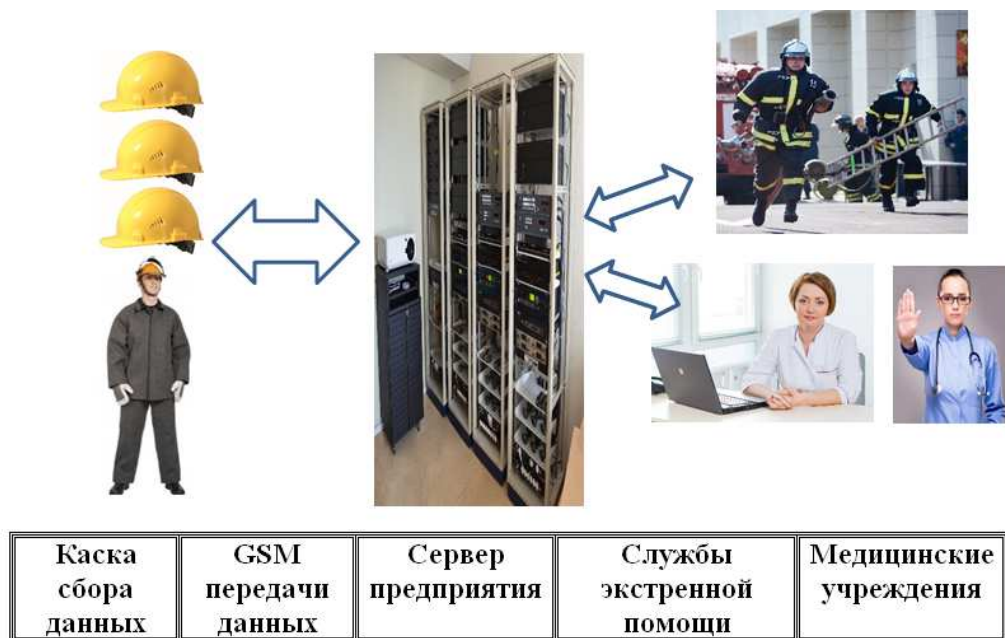 Каска сбора данных
GSM передачи данных
Сервер предприятия
Службы экстренной помощи
Медицинские учреждения